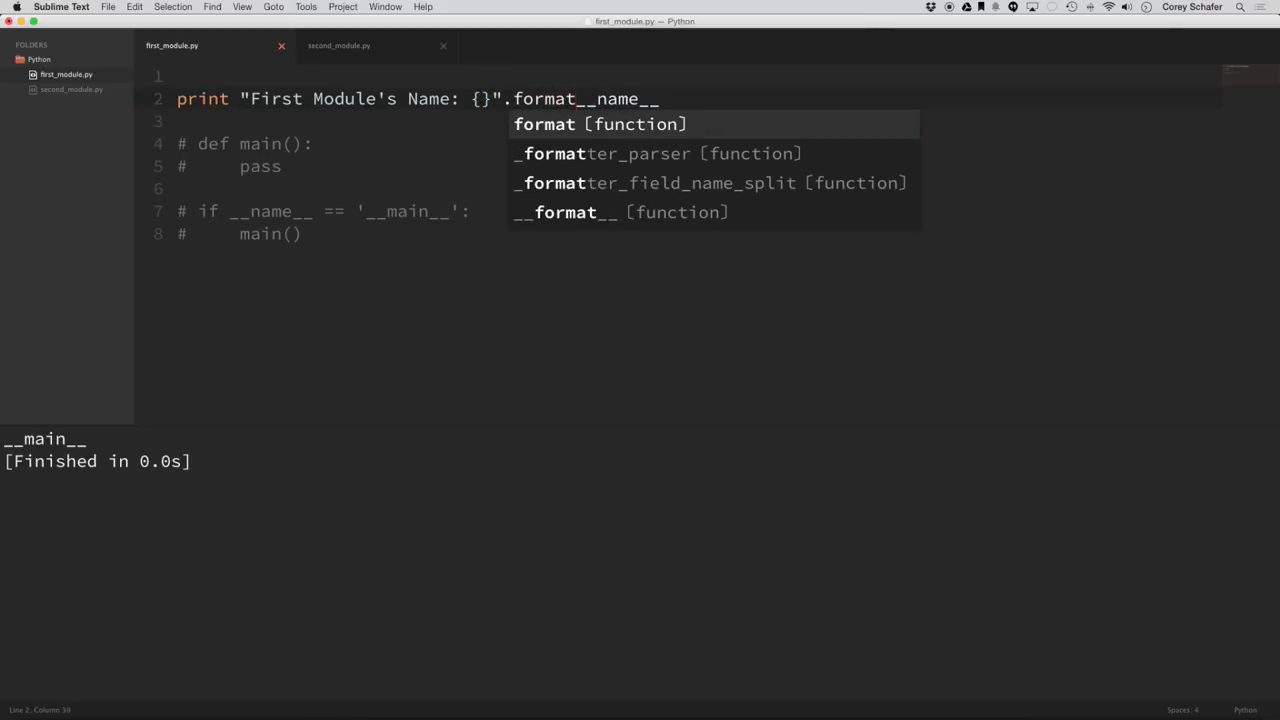 Sublime Text File Edit Selection Find View Goto Tools Project Window Help Corey Schafer
first_module.py — Python
FOLDERS
Python
first_module.py
second_module.py
first_module.py second_module.py
1
2 print "First Module's Name: {}".format__name__
3
4 # def main():
5 #     pass
6
7 # if __name__ == '__main__':
8 #     main()
format [function]
_formatter_parser [function]
_formatter_field_name_split [function]
__format__ [function]
__main__
[Finished in 0.0s]
Line 2, Column 39 Spaces: 4 Python